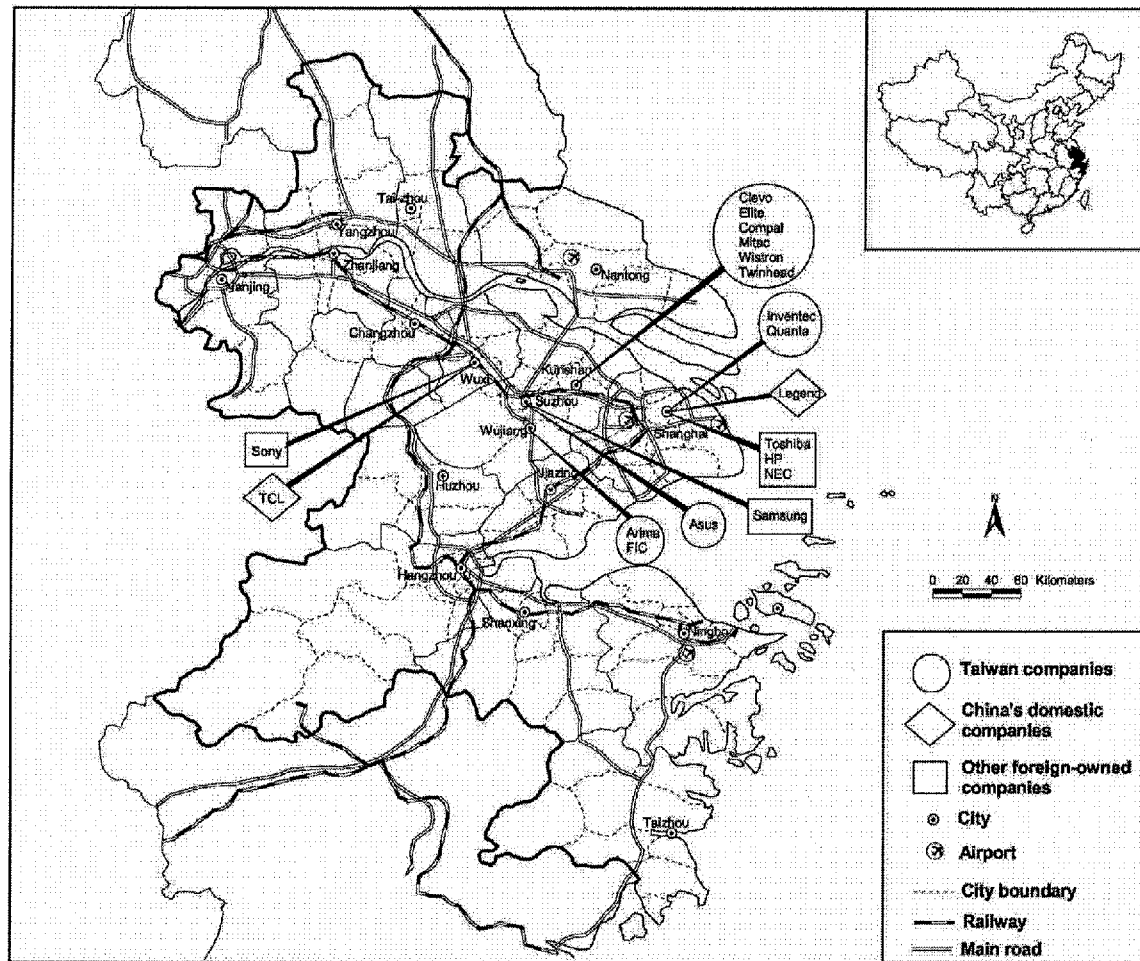 Tai-zhou
Yangzhou
Zhanjiang
Nanjing
Nantong
Changzhou
Clevo
Elite
Compal
Mitac
Wistron
Twinhead
Inventec
Quanta
Kunshan
Wuxi
Legend
Suzhou
Wujiang
Shanghai
Sony
Toshiba
HP
NEC
TCL
Huzhou
Jiaxing
Samsung
Asus
Arima
FIC
N
Hangzhou
0 20 40 60 Kilometers
Shaoxing
Ningbo
Taizhou
Taiwan companies
China's domestic
companies
Other foreign-owned
companies
City
Airport
City boundary
Railway
Main road